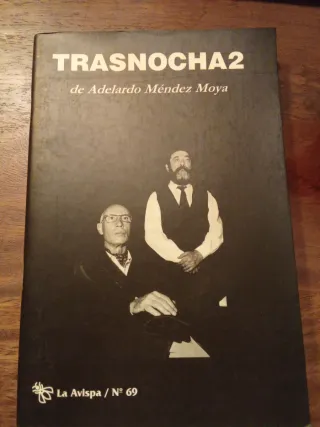 TRASNOCHA2
de Adelardo Méndez Moya
La Avispa / Nº 69